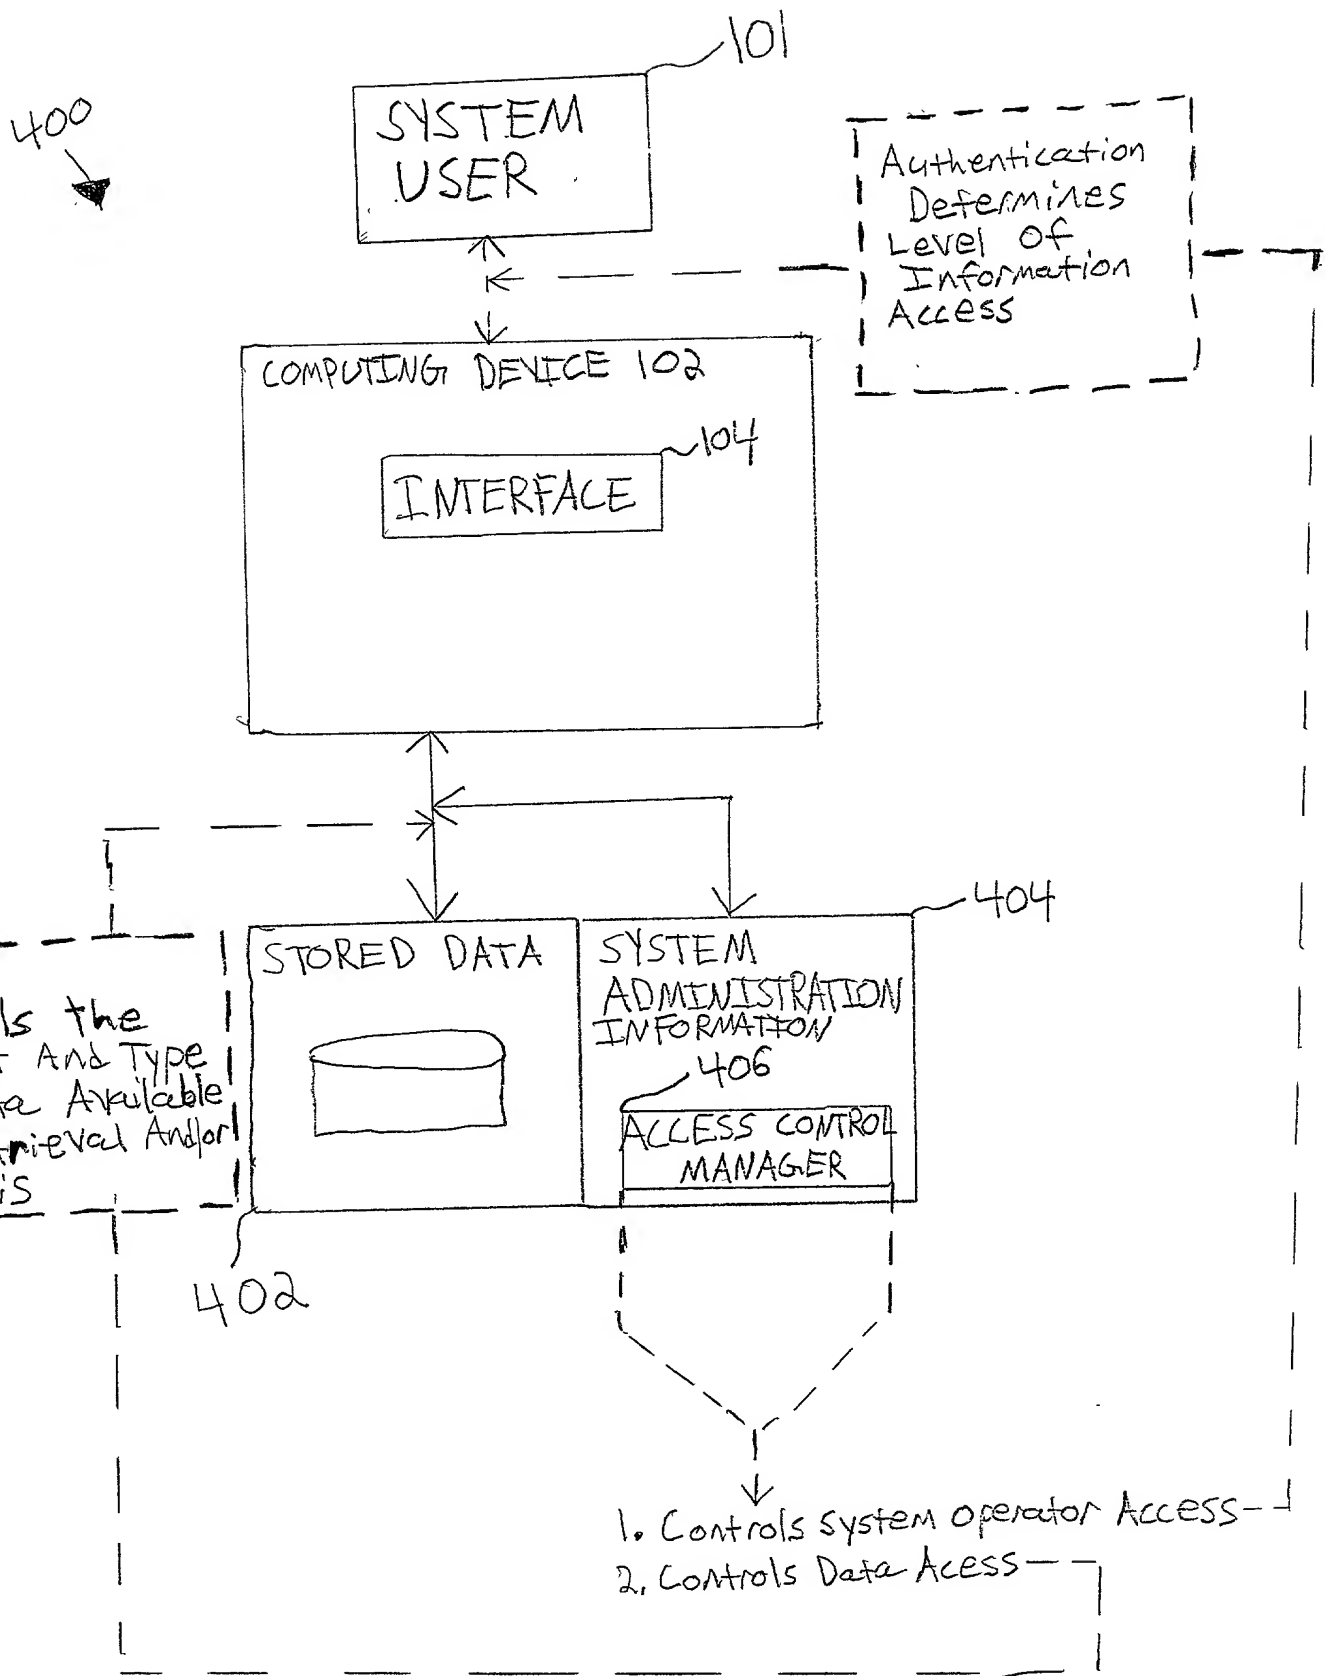 400
101
SYSTEM
USER
Authentication
Determines
Level Of
Information
Access
COMPUTING DEVICE 102
104
INTERFACE
404
STORED DATA
SYSTEM
ADMINISTRATION
INFORMATION
406
ACCESS CONTROL
MANAGER
the
And Type
Available
And/or
402
1. Controls system operator Access
2. Controls Data Acess